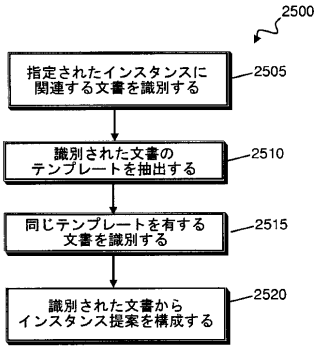 2500
指定されたインスタンスに
関連する文書を識別する
2505
識別された文書の
テンプレートを抽出する
2510
同じテンプレートを有する
文書を識別する
2515
識別された文書から
インスタンス提案を構成する
2520